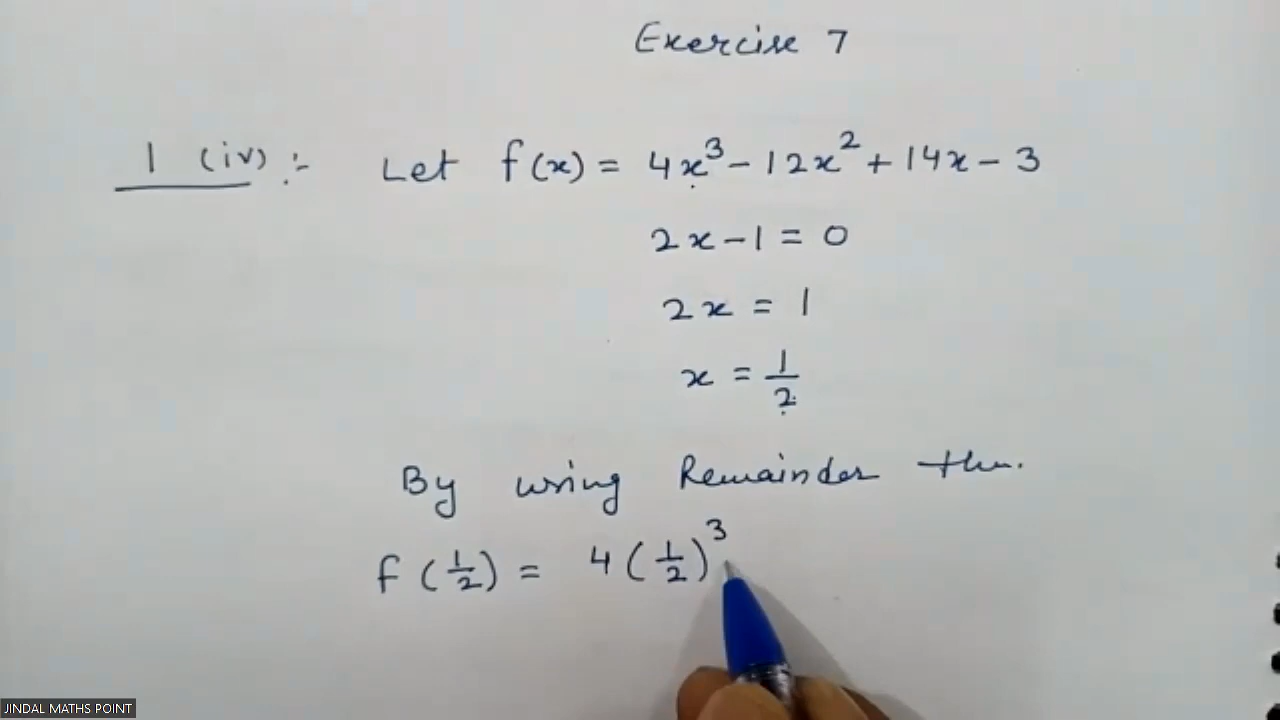 Exercise 7
1 (iv) :- Let f(x) = 4x³ - 12x² + 14x - 3
2x - 1 = 0
2x = 1
x = 1/2
By using Remainder thm.
f(1/2) = 4(1/2)³
JINDAL MATHS POINT